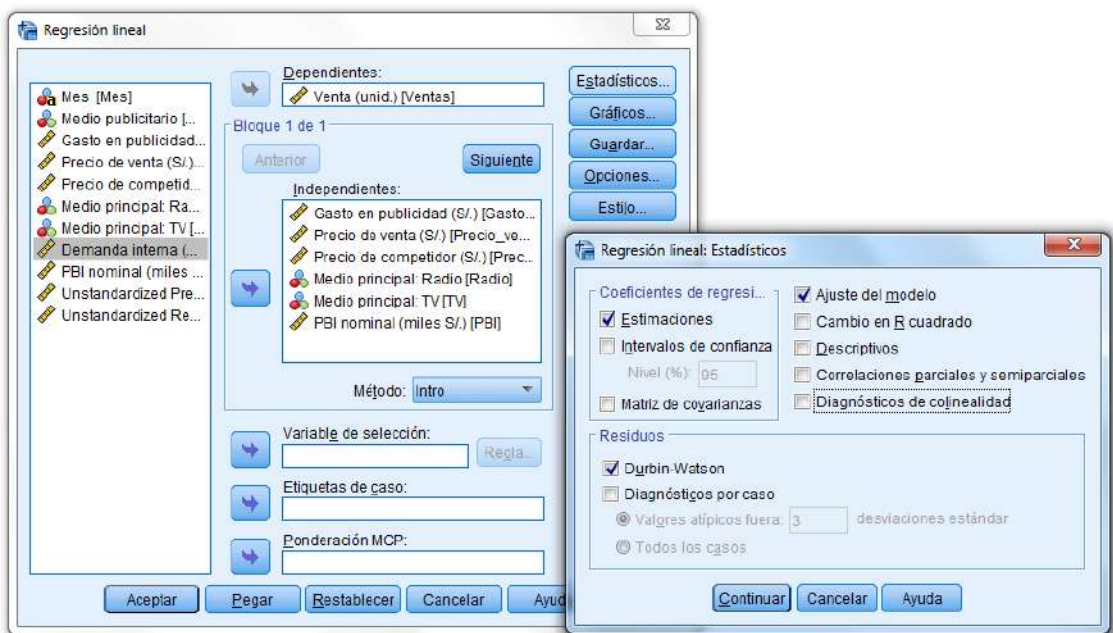 Regresión lineal
Mes [Mes]
Medio publicitario [...
Gasto en publicidad...
Precio de venta (S/.)...
Precio de competid...
Medio principal: Ra...
Medio principal: TV [...
Demanda interna (...
PBI nominal (miles ...
Unstandardized Pre...
Unstandardized Re...
Dependientes:
Venta (unid.) [Ventas]
Bloque 1 de 1
Anterior
Siguiente
Independientes:
Gasto en publicidad (S/.) [Gasto...
Precio de venta (S/.) [Precio_ve...
Precio de competidor (S/.) [Prec...
Medio principal: Radio [Radio]
Medio principal: TV [TV]
PBI nominal (miles S/.) [PBI]
Método: Intro
Variable de selección:
Regla...
Etiquetas de caso:
Ponderación MCP:
Estadísticos...
Gráficos...
Guardar...
Opciones...
Estilo...
Aceptar Pegar Restablecer Cancelar Ayud
Regresión lineal: Estadísticos
Coeficientes de regresi...
Estimaciones
Intervalos de confianza
Nivel (%): 95
Matriz de covarianzas
Ajuste del modelo
Cambio en R cuadrado
Descriptivos
Correlaciones parciales y semiparciales
Diagnósticos de colinealidad
Residuos
Durbin-Watson
Diagnósticos por caso
Valores atípicos fuera: 3 desviaciones estándar
Todos los casos
Continuar Cancelar Ayuda